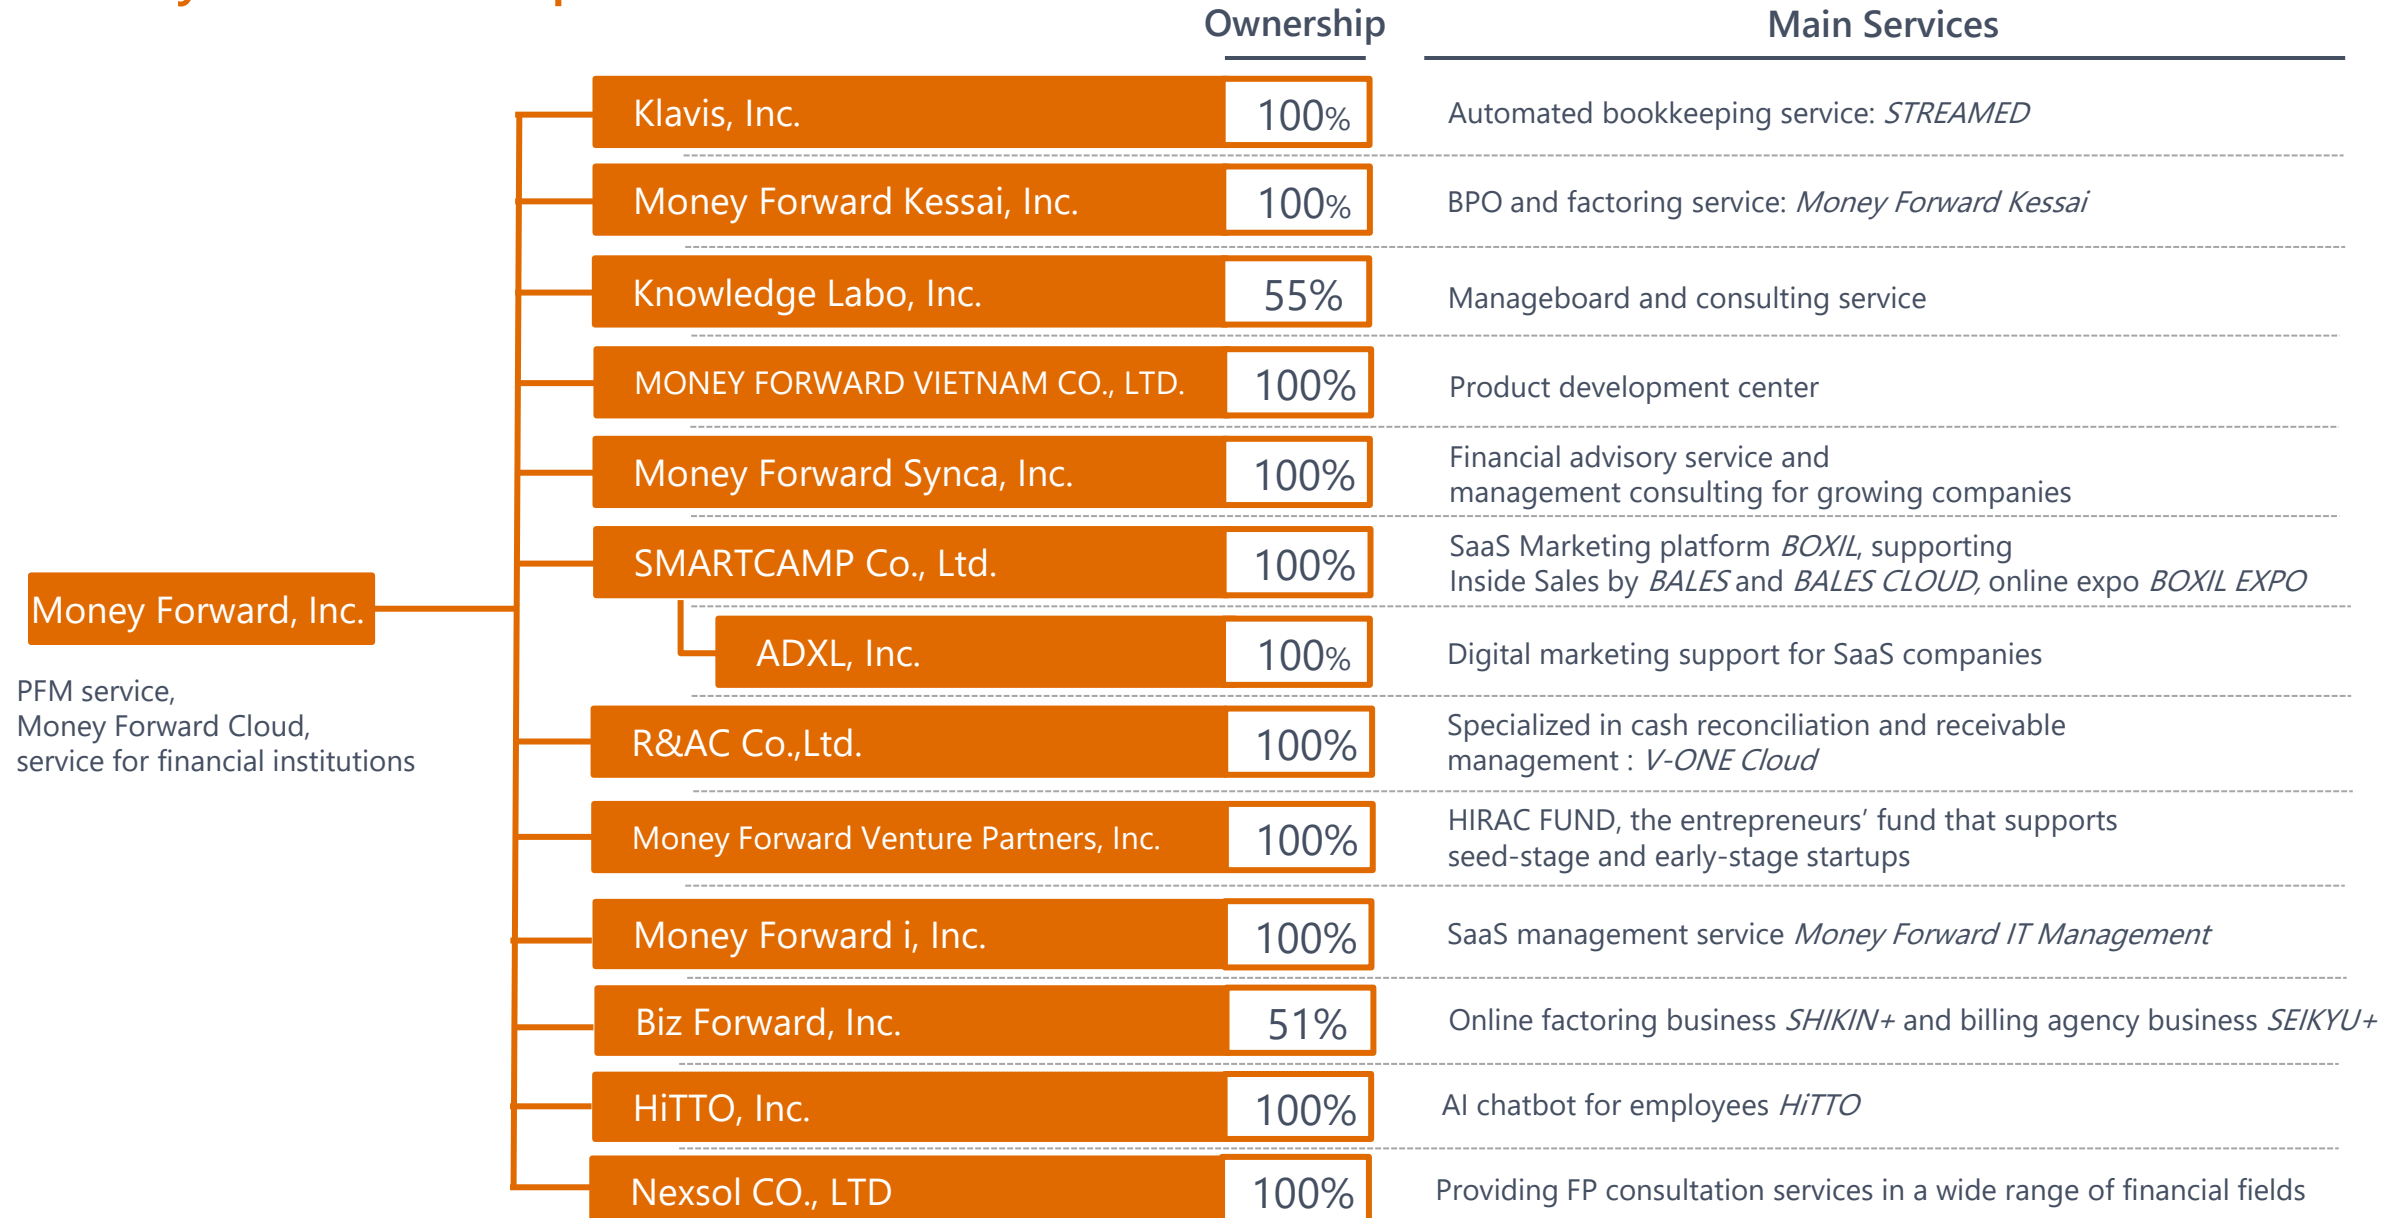 Ownership Main Services
Klavis, Inc. 100% Automated bookkeeping service: STREAMED
Money Forward Kessai, Inc. 100% BPO and factoring service: Money Forward Kessai
Knowledge Labo, Inc. 55% Manageboard and consulting service
MONEY FORWARD VIETNAM CO., LTD. 100% Product development center
Money Forward Synca, Inc. 100% Financial advisory service and
management consulting for growing companies
SMARTCAMP Co., Ltd. 100% SaaS Marketing platform BOXIL, supporting
Inside Sales by BALES and BALES CLOUD, online expo BOXIL EXPO
Money Forward, Inc.
PFM service,
Money Forward Cloud,
service for financial institutions
ADXL, Inc. 100% Digital marketing support for SaaS companies
R&AC Co.,Ltd. 100% Specialized in cash reconciliation and receivable
management : V-ONE Cloud
Money Forward Venture Partners, Inc. 100% HIRAC FUND, the entrepreneurs’ fund that supports
seed-stage and early-stage startups
Money Forward i, Inc. 100% SaaS management service Money Forward IT Management
Biz Forward, Inc. 51% Online factoring business SHIKIN+ and billing agency business SEIKYU+
HiTTO, Inc. 100% AI chatbot for employees HiTTO
Nexsol CO., LTD 100% Providing FP consultation services in a wide range of financial fields